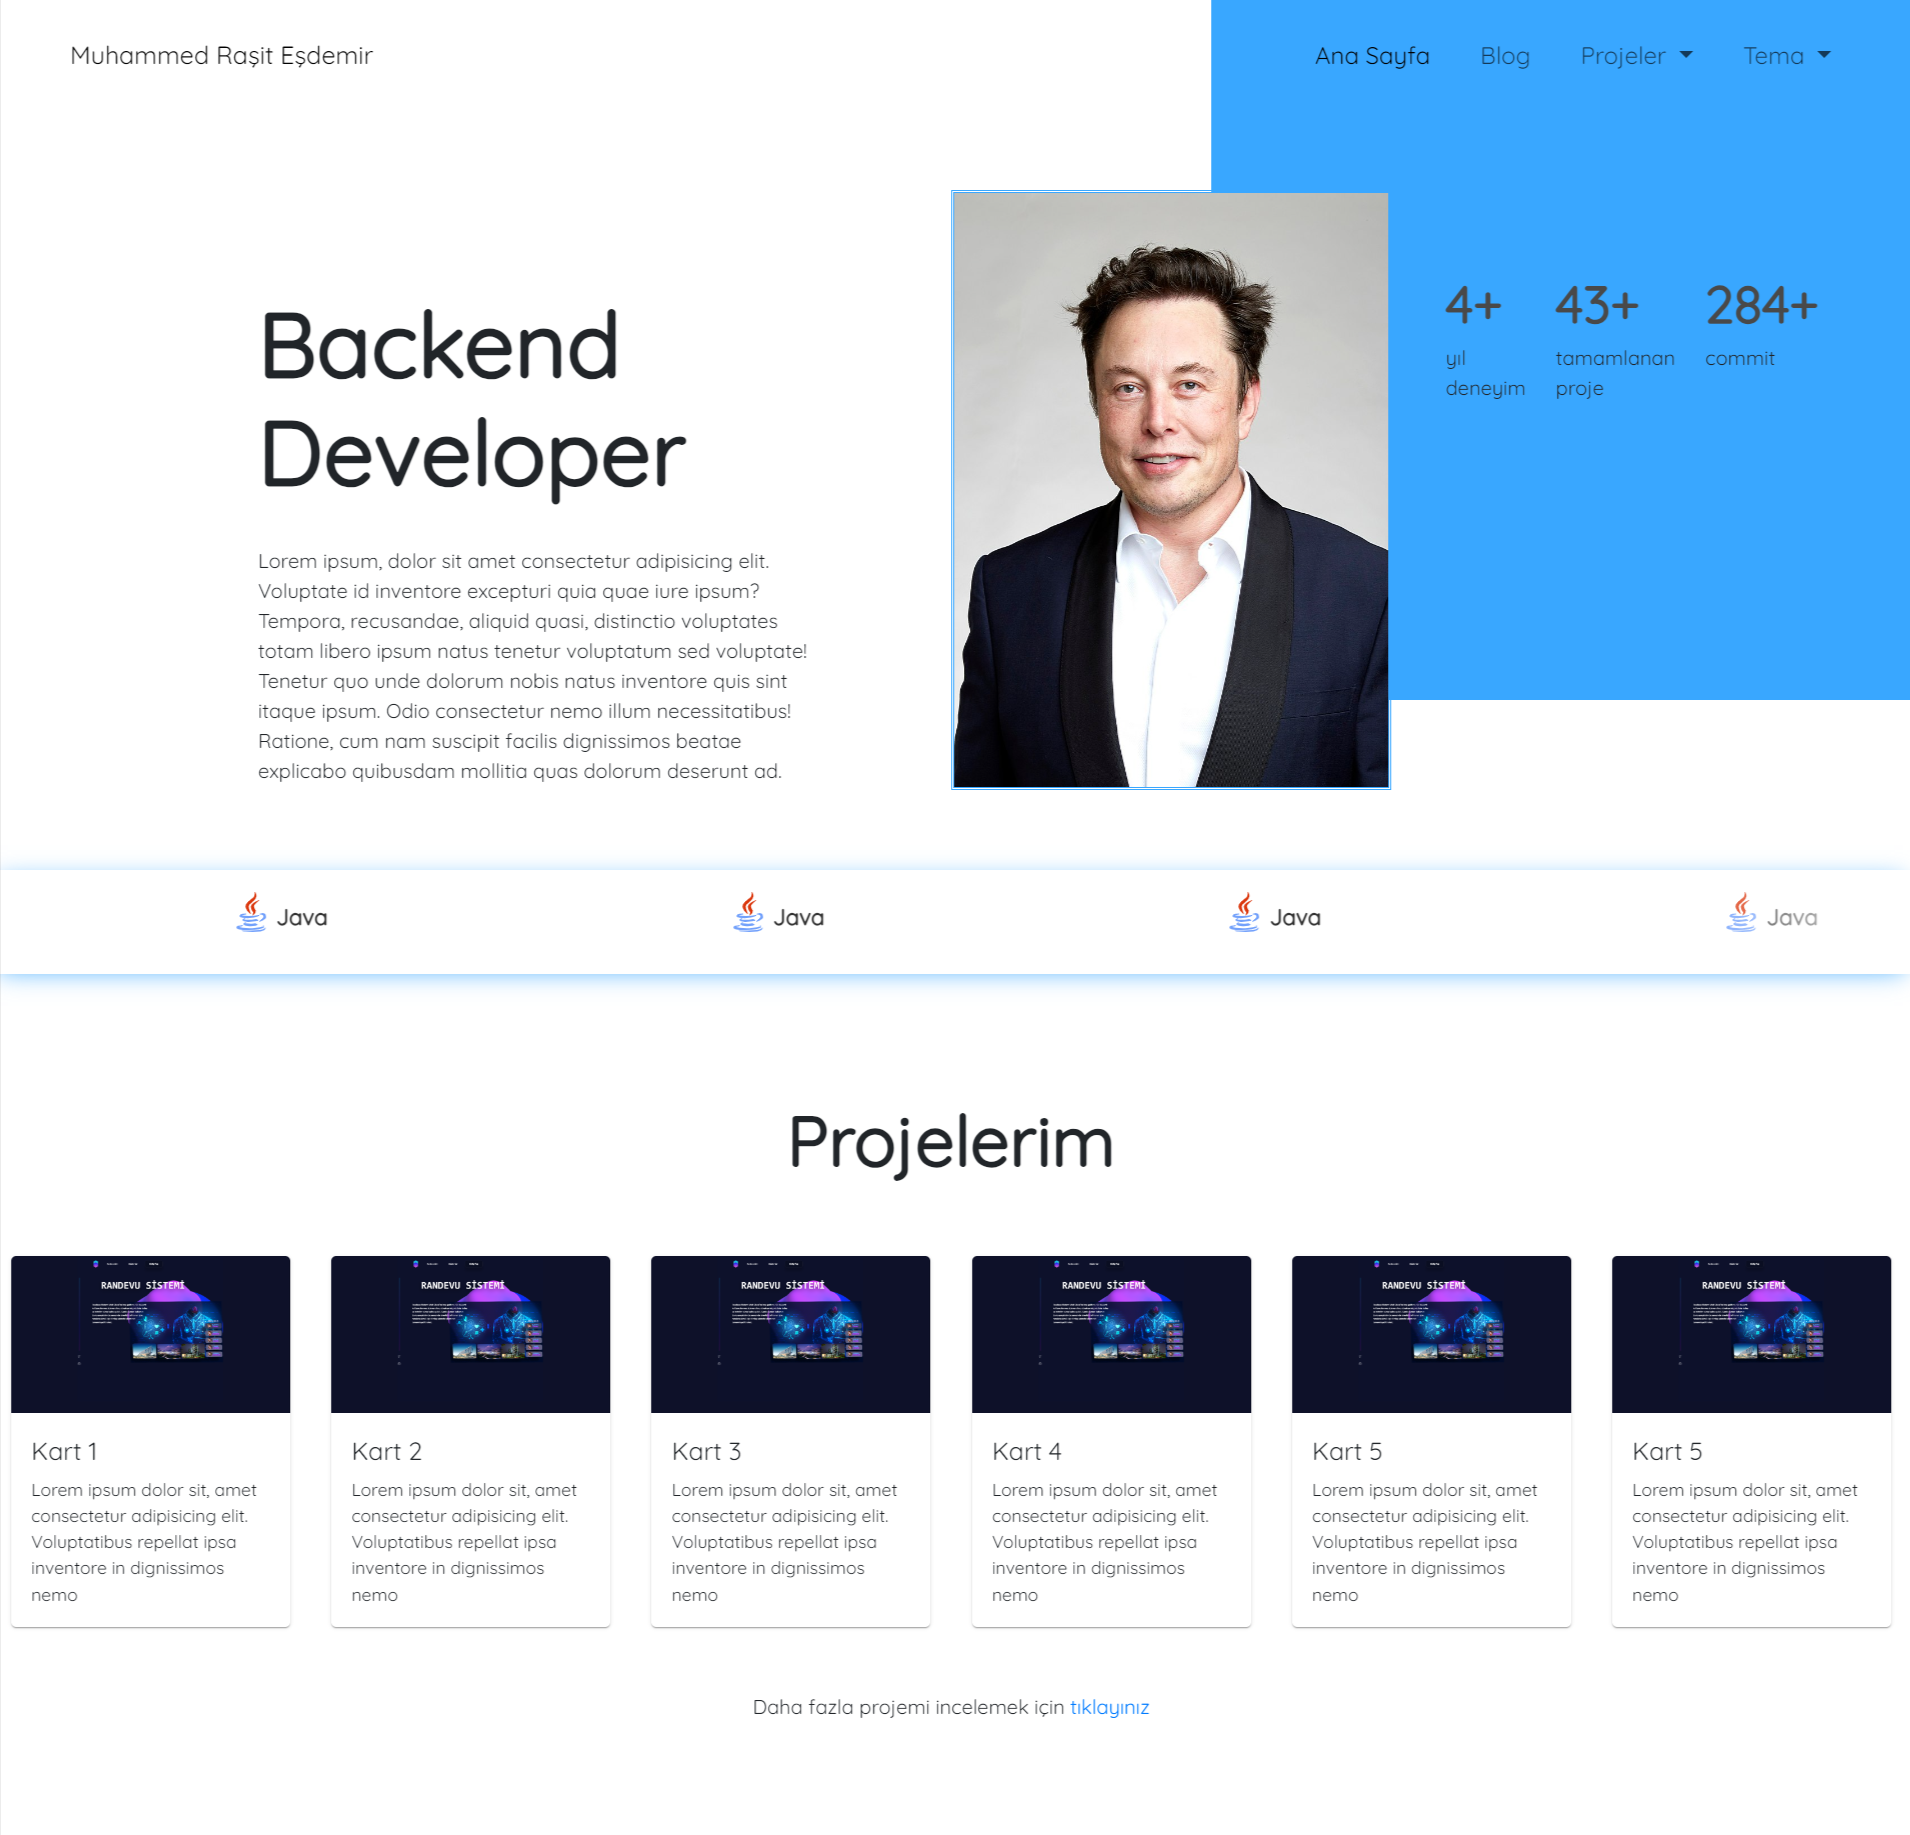 Muhammed Raşit Eşdemir
Ana Sayfa Blog Projeler Tema
Backend
Developer
Lorem ipsum, dolor sit amet consectetur adipisicing elit.
Voluptate id inventore excepturi quia quae iure ipsum?
Tempora, recusandae, aliquid quasi, distinctio voluptates
totam libero ipsum natus tenetur voluptatum sed voluptate!
Tenetur quo unde dolorum nobis natus inventore quis sint
itaque ipsum. Odio consectetur nemo illum necessitatibus!
Ratione, cum nam suscipit facilis dignissimos beatae
explicabo quibusdam mollitia quas dolorum deserunt ad.
4+
yıl
deneyim
43+
tamamlanan
proje
284+
commit
Java
Java
Java
Java
Projelerim
RANDEVU SİSTEMİ
Kart 1
Lorem ipsum dolor sit, amet
consectetur adipisicing elit.
Voluptatibus repellat ipsa
inventore in dignissimos
nemo
RANDEVU SİSTEMİ
Kart 2
Lorem ipsum dolor sit, amet
consectetur adipisicing elit.
Voluptatibus repellat ipsa
inventore in dignissimos
nemo
RANDEVU SİSTEMİ
Kart 3
Lorem ipsum dolor sit, amet
consectetur adipisicing elit.
Voluptatibus repellat ipsa
inventore in dignissimos
nemo
RANDEVU SİSTEMİ
Kart 4
Lorem ipsum dolor sit, amet
consectetur adipisicing elit.
Voluptatibus repellat ipsa
inventore in dignissimos
nemo
RANDEVU SİSTEMİ
Kart 5
Lorem ipsum dolor sit, amet
consectetur adipisicing elit.
Voluptatibus repellat ipsa
inventore in dignissimos
nemo
RANDEVU SİSTEMİ
Kart 5
Lorem ipsum dolor sit, amet
consectetur adipisicing elit.
Voluptatibus repellat ipsa
inventore in dignissimos
nemo
Daha fazla projemi incelemek için tıklayınız